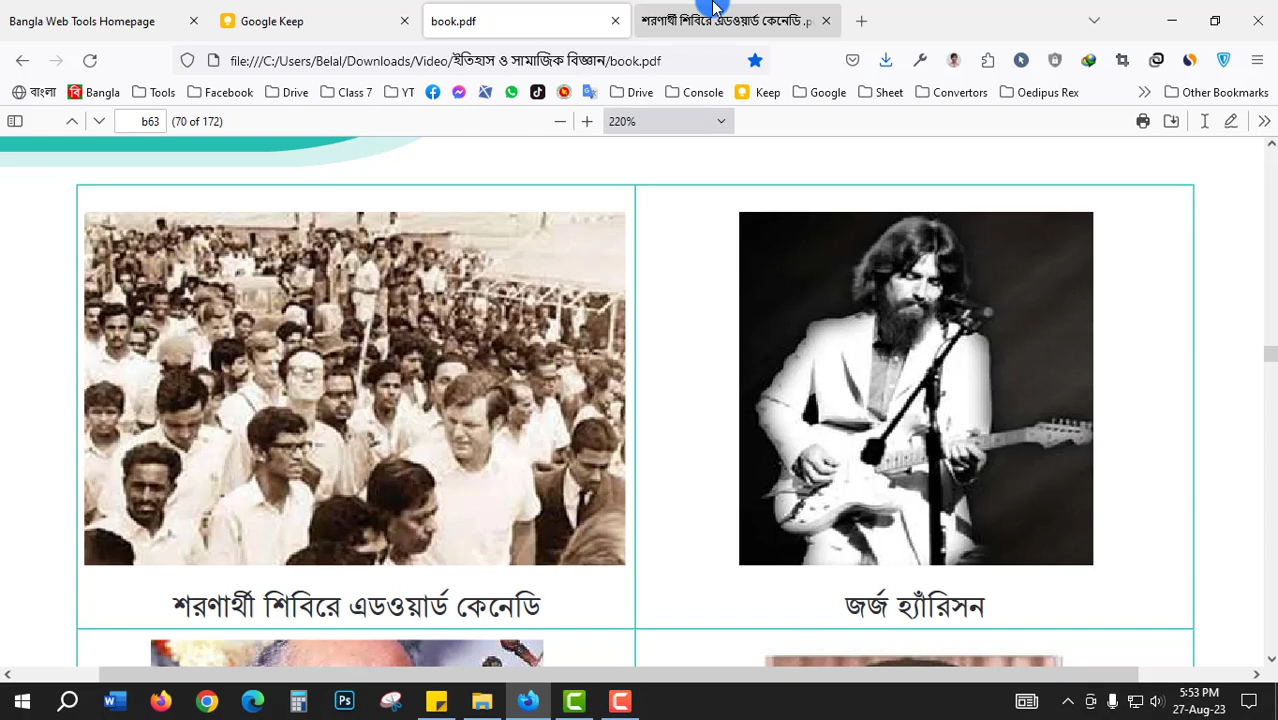 Bangla Web Tools Homepage
Google Keep
book.pdf
শরণার্থী শিবিরে এডওয়ার্ড কেনেডি .p
file:///C:/Users/Belal/Downloads/Video/ইতিহাস ও সামাজিক বিজ্ঞান/book.pdf
বাংলা
Bangla
Tools
Facebook
Drive
Class 7
YT
Drive
Console
Keep
Google
Sheet
Convertors
Oedipus Rex
Other Bookmarks
b63
(70 of 172)
220%
শরণার্থী শিবিরে এডওয়ার্ড কেনেডি
জর্জ হ্যাঁরিসন
5:53 PM
27-Aug-23